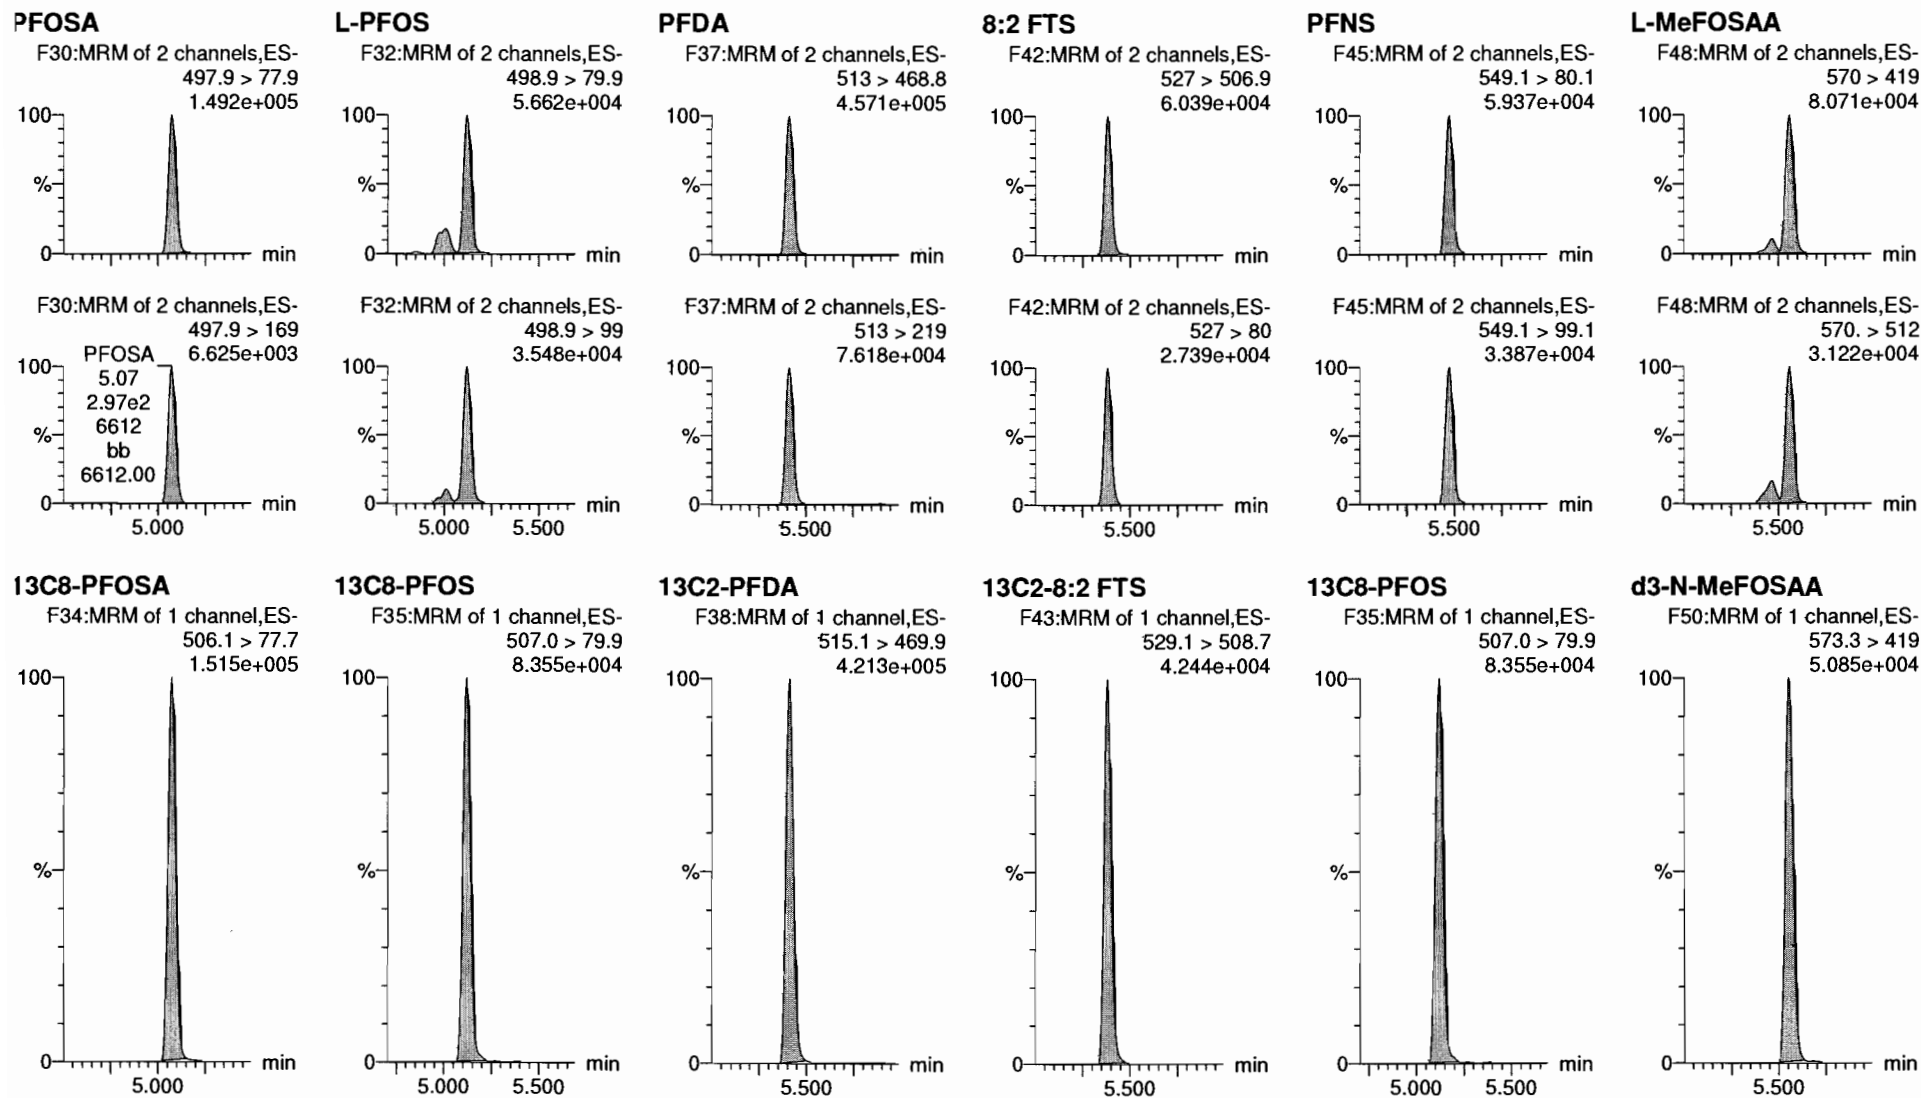 PFOSA
F30:MRM of 2 channels,ES-
497.9 > 77.9
1.492e+005
100
%
0
min
F30:MRM of 2 channels,ES-
497.9 > 169
6.625e+003
100
PFOSA
5.07
2.97e2
6612
bb
6612.00
%
0
min
5.000
L-PFOS
F32:MRM of 2 channels,ES-
498.9 > 79.9
5.662e+004
100
%
0
min
F32:MRM of 2 channels,ES-
498.9 > 99
3.548e+004
100
%
0
min
5.000 5.500
PFDA
F37:MRM of 2 channels,ES-
513 > 468.8
4.571e+005
100
%
0
min
F37:MRM of 2 channels,ES-
513 > 219
7.618e+004
100
%
0
min
5.500
8:2 FTS
F42:MRM of 2 channels,ES-
527 > 506.9
6.039e+004
100
%
0
min
F42:MRM of 2 channels,ES-
527 > 80
2.739e+004
100
%
0
min
5.500
PFNS
F45:MRM of 2 channels,ES-
549.1 > 80.1
5.937e+004
100
%
0
min
F45:MRM of 2 channels,ES-
549.1 > 99.1
3.387e+004
100
%
0
min
5.500
L-MeFOSAA
F48:MRM of 2 channels,ES-
570 > 419
8.071e+004
100
%
0
min
F48:MRM of 2 channels,ES-
570. > 512
3.122e+004
100
%
0
min
5.500
13C8-PFOSA
F34:MRM of 1 channel,ES-
506.1 > 77.7
1.515e+005
100
%
0
min
5.000
13C8-PFOS
F35:MRM of 1 channel,ES-
507.0 > 79.9
8.355e+004
100
%
0
min
5.000 5.500
13C2-PFDA
F38:MRM of 1 channel,ES-
515.1 > 469.9
4.213e+005
100
%
0
min
5.500
13C2-8:2 FTS
F43:MRM of 1 channel,ES-
529.1 > 508.7
4.244e+004
100
%
0
min
5.500
13C8-PFOS
F35:MRM of 1 channel,ES-
507.0 > 79.9
8.355e+004
100
%
0
min
5.000 5.500
d3-N-MeFOSAA
F50:MRM of 1 channel,ES-
573.3 > 419
5.085e+004
100
%
0
min
5.500